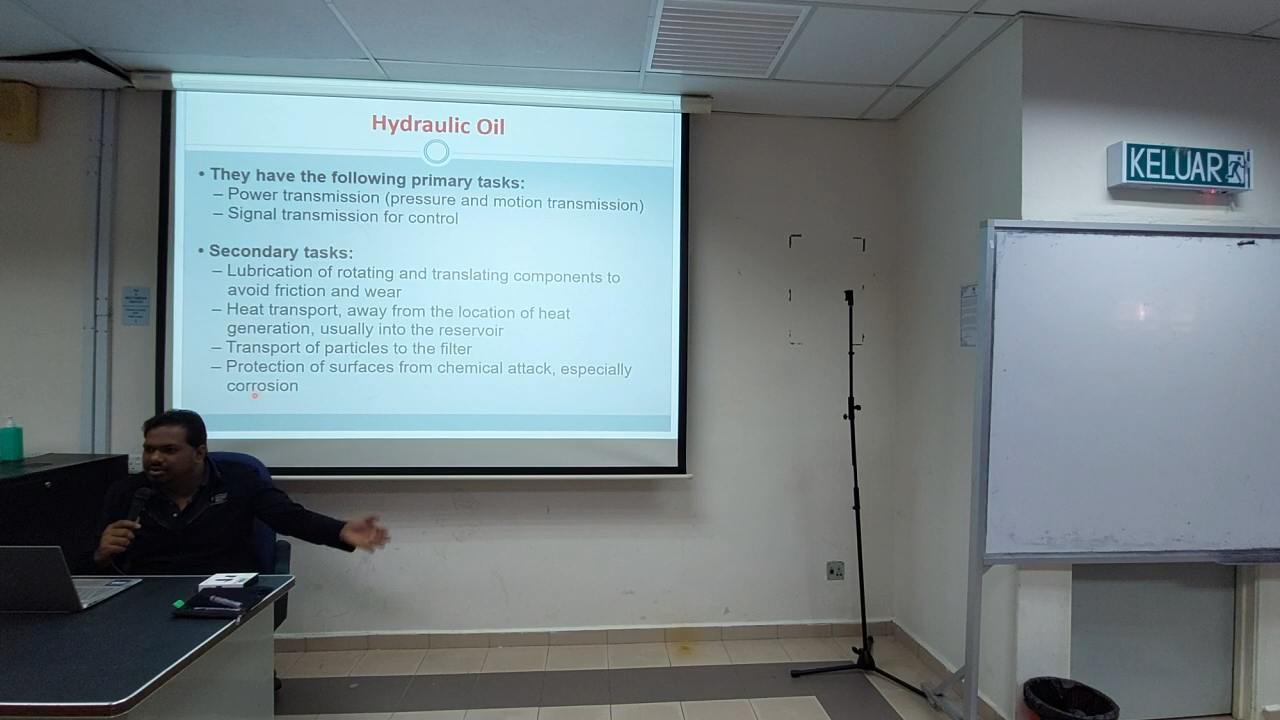 Hydraulic Oil
• They have the following primary tasks:
– Power transmission (pressure and motion transmission)
– Signal transmission for control
• Secondary tasks:
– Lubrication of rotating and translating components to
avoid friction and wear
– Heat transport, away from the location of heat
generation, usually into the reservoir
– Transport of particles to the filter
– Protection of surfaces from chemical attack, especially
corrosion
KELUAR